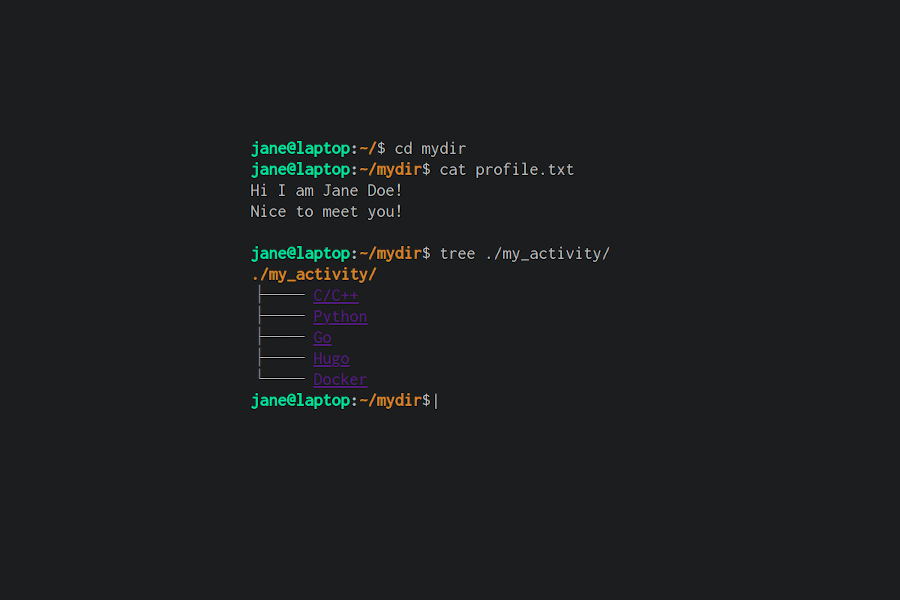 jane@laptop:~/$ cd mydir
jane@laptop:~/mydir$ cat profile.txt
Hi I am Jane Doe!
Nice to meet you!
jane@laptop:~/mydir$ tree ./my_activity/
./my_activity/
├──── C/C++
├──── Python
├──── Go
├──── Hugo
└──── Docker
jane@laptop:~/mydir$|